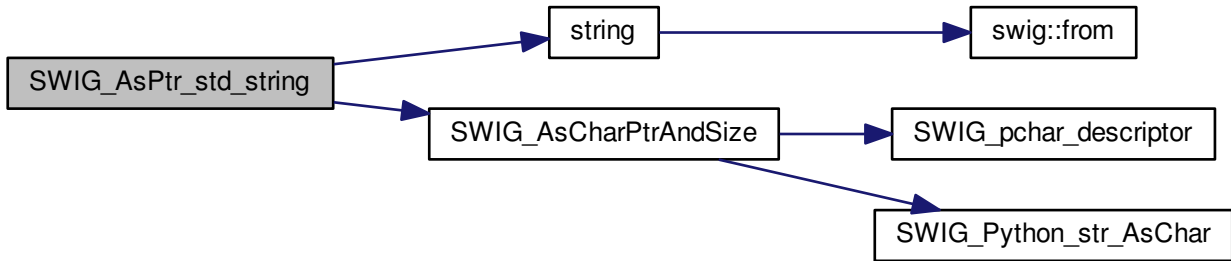 string
swig::from
SWIG_AsPtr_std_string
SWIG_AsCharPtrAndSize
SWIG_pchar_descriptor
SWIG_Python_str_AsChar